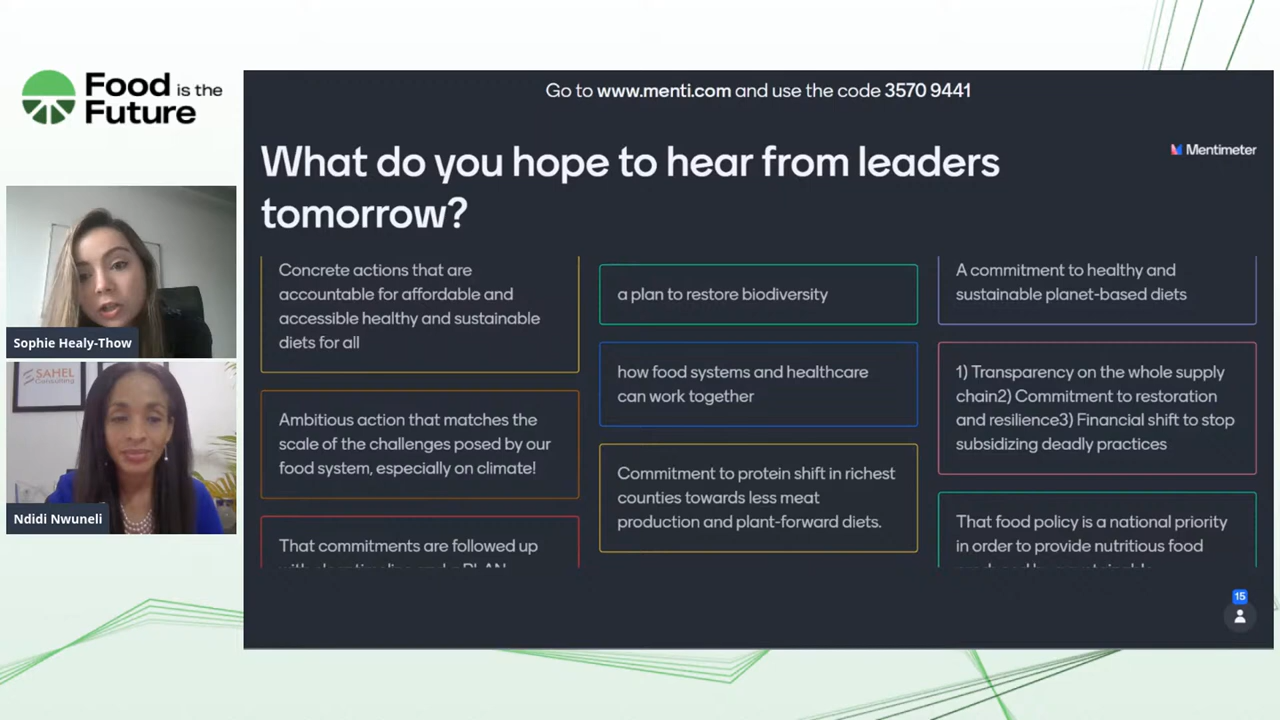 Food is the
Future
Go to www.menti.com and use the code 3570 9441
What do you hope to hear from leaders
tomorrow?
Mentimeter
Concrete actions that are
accountable for affordable and
accessible healthy and sustainable
diets for all
Ambitious action that matches the
scale of the challenges posed by our
food system, especially on climate!
That commitments are followed up
a plan to restore biodiversity
how food systems and healthcare
can work together
Commitment to protein shift in richest
counties towards less meat
production and plant-forward diets.
A commitment to healthy and
sustainable planet-based diets
1) Transparency on the whole supply
chain2) Commitment to restoration
and resilience3) Financial shift to stop
subsidizing deadly practices
That food policy is a national priority
in order to provide nutritious food
15
Sophie Healy-Thow
SAHEL
Consulting
Ndidi Nwuneli